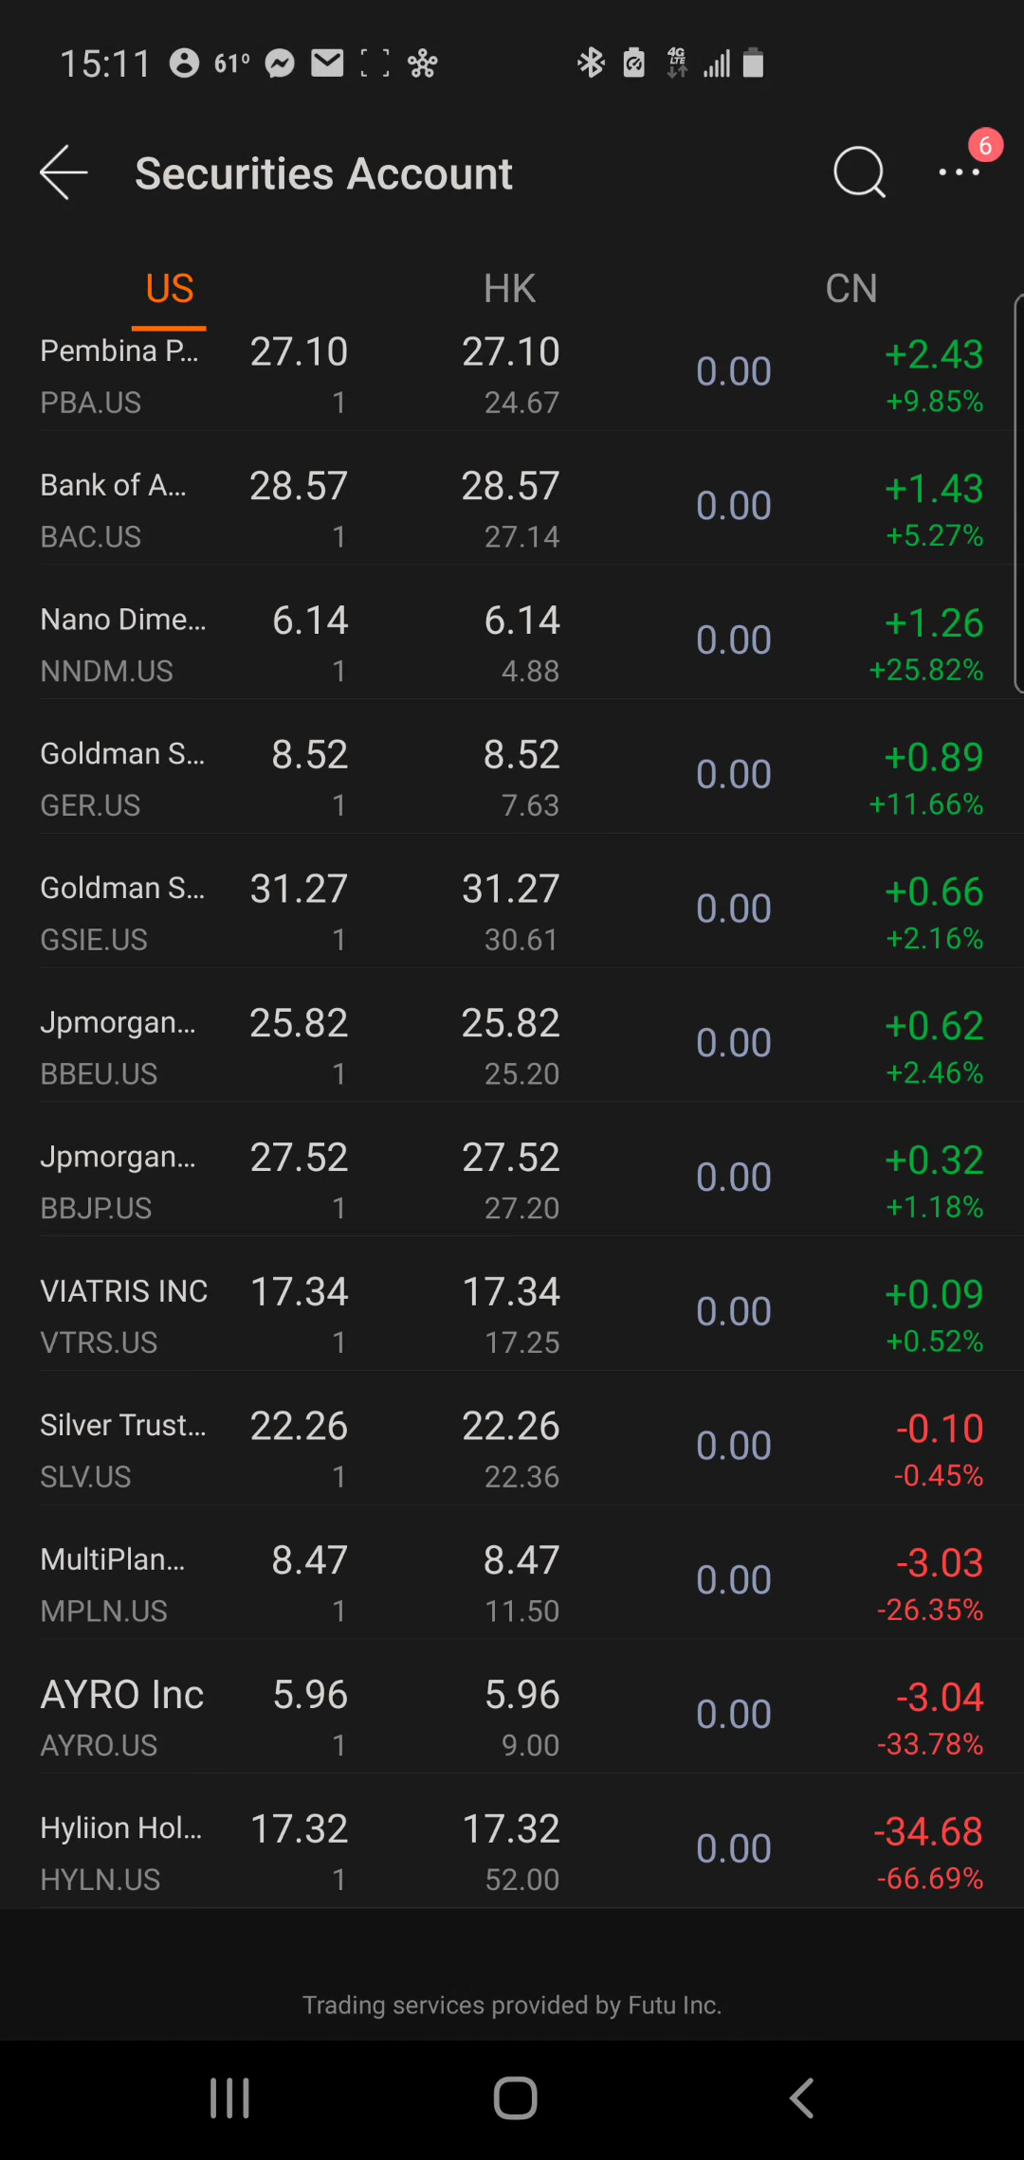 15:11 61° 4G LTE
Securities Account 6
US HK CN
Pembina P... 27.10 27.10 0.00 +2.43
PBA.US 1 24.67 +9.85%
Bank of A... 28.57 28.57 0.00 +1.43
BAC.US 1 27.14 +5.27%
Nano Dime... 6.14 6.14 0.00 +1.26
NNDM.US 1 4.88 +25.82%
Goldman S... 8.52 8.52 0.00 +0.89
GER.US 1 7.63 +11.66%
Goldman S... 31.27 31.27 0.00 +0.66
GSIE.US 1 30.61 +2.16%
Jpmorgan... 25.82 25.82 0.00 +0.62
BBEU.US 1 25.20 +2.46%
Jpmorgan... 27.52 27.52 0.00 +0.32
BBJP.US 1 27.20 +1.18%
VIATRIS INC 17.34 17.34 0.00 +0.09
VTRS.US 1 17.25 +0.52%
Silver Trust... 22.26 22.26 0.00 -0.10
SLV.US 1 22.36 -0.45%
MultiPlan... 8.47 8.47 0.00 -3.03
MPLN.US 1 11.50 -26.35%
AYRO Inc 5.96 5.96 0.00 -3.04
AYRO.US 1 9.00 -33.78%
Hyliion Hol... 17.32 17.32 0.00 -34.68
HYLN.US 1 52.00 -66.69%
Trading services provided by Futu Inc.